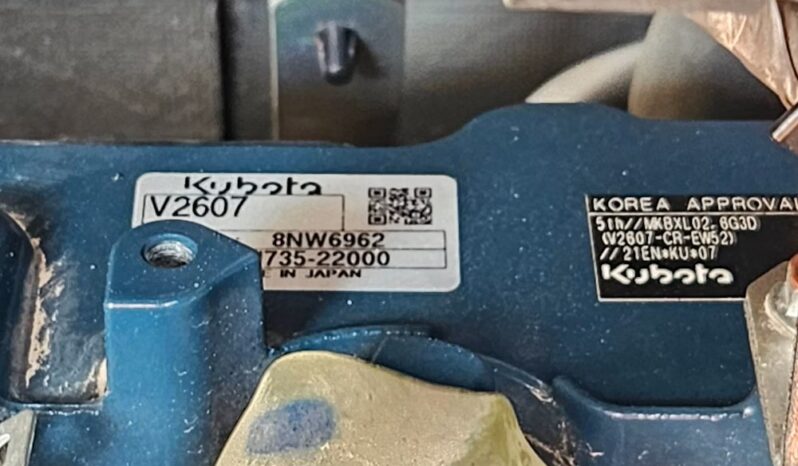 Kubota
V2607
8NW6962
735-22000
IN JAPAN
KOREA APPROVAL
5th//MKBXL02.6G3D
(V2607-CR-EW52)
//21EN*KU*07
Kubota